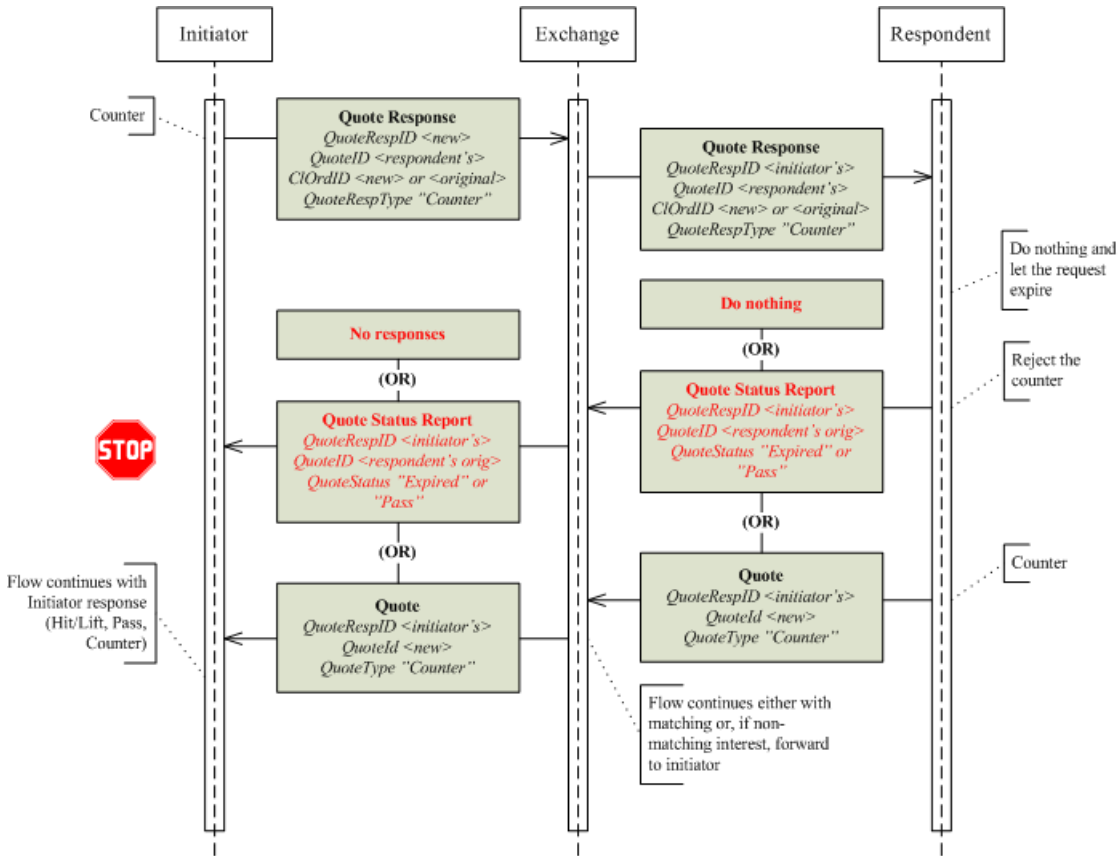 Initiator
Exchange
Respondent
Counter
Quote Response
QuoteRespID <new>
QuoteID <respondent's>
ClOrdID <new> or <original>
QuoteRespType "Counter"
Quote Response
QuoteRespID <initiator's>
QuoteID <respondent's>
ClOrdID <new> or <original>
QuoteRespType "Counter"
Do nothing and
let the request
expire
Do nothing
(OR)
No responses
(OR)
Reject the
counter
Quote Status Report
QuoteRespID <initiator's>
QuoteID <respondent's orig>
QuoteStatus "Expired" or
"Pass"
Quote Status Report
QuoteRespID <initiator's>
QuoteID <respondent's orig>
QuoteStatus "Expired" or
"Pass"
STOP
(OR)
(OR)
Counter
Quote
QuoteRespID <initiator's>
QuoteId <new>
QuoteType "Counter"
Flow continues with
Initiator response
(Hit/Lift, Pass,
Counter)
Quote
QuoteRespID <initiator's>
QuoteId <new>
QuoteType "Counter"
Flow continues either with
matching or, if non-
matching interest, forward
to initiator